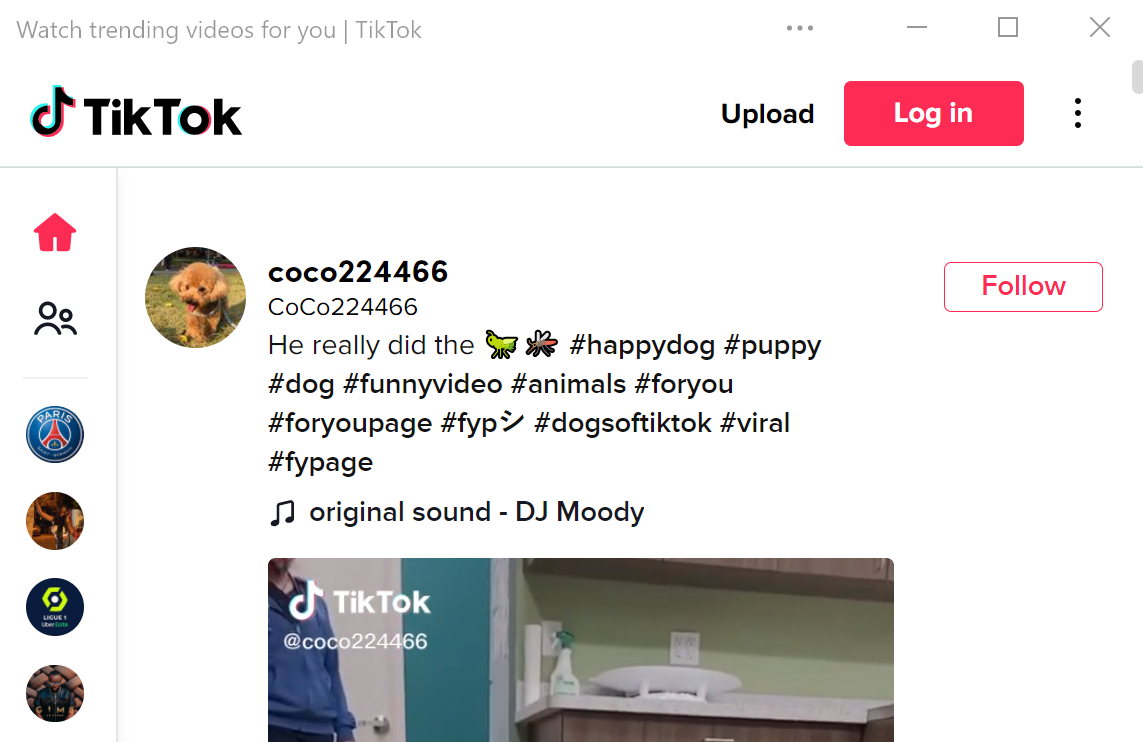 Watch trending videos for you | TikTok
TikTok
Upload
Log in
coco224466
CoCo224466
Follow
He really did the 🦗🦟 #happydog #puppy
#dog #funnyvideo #animals #foryou
#foryoupage #fypシ #dogsoftiktok #viral
#fypage
original sound - DJ Moody
PARIS
LIGUE 1
Uber Eats
GIMS
TikTok
@coco224466